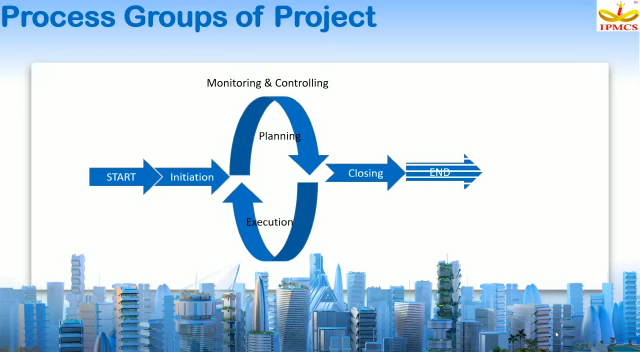 Process Groups of Project
IPMCS
Monitoring & Controlling
Planning
START
Initiation
Closing
END
Execution